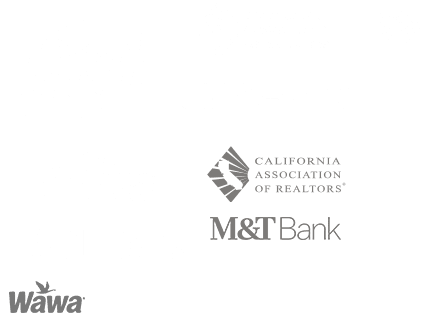 CALIFORNIA
ASSOCIATION
OF REALTORS®
M&T Bank
Wawa